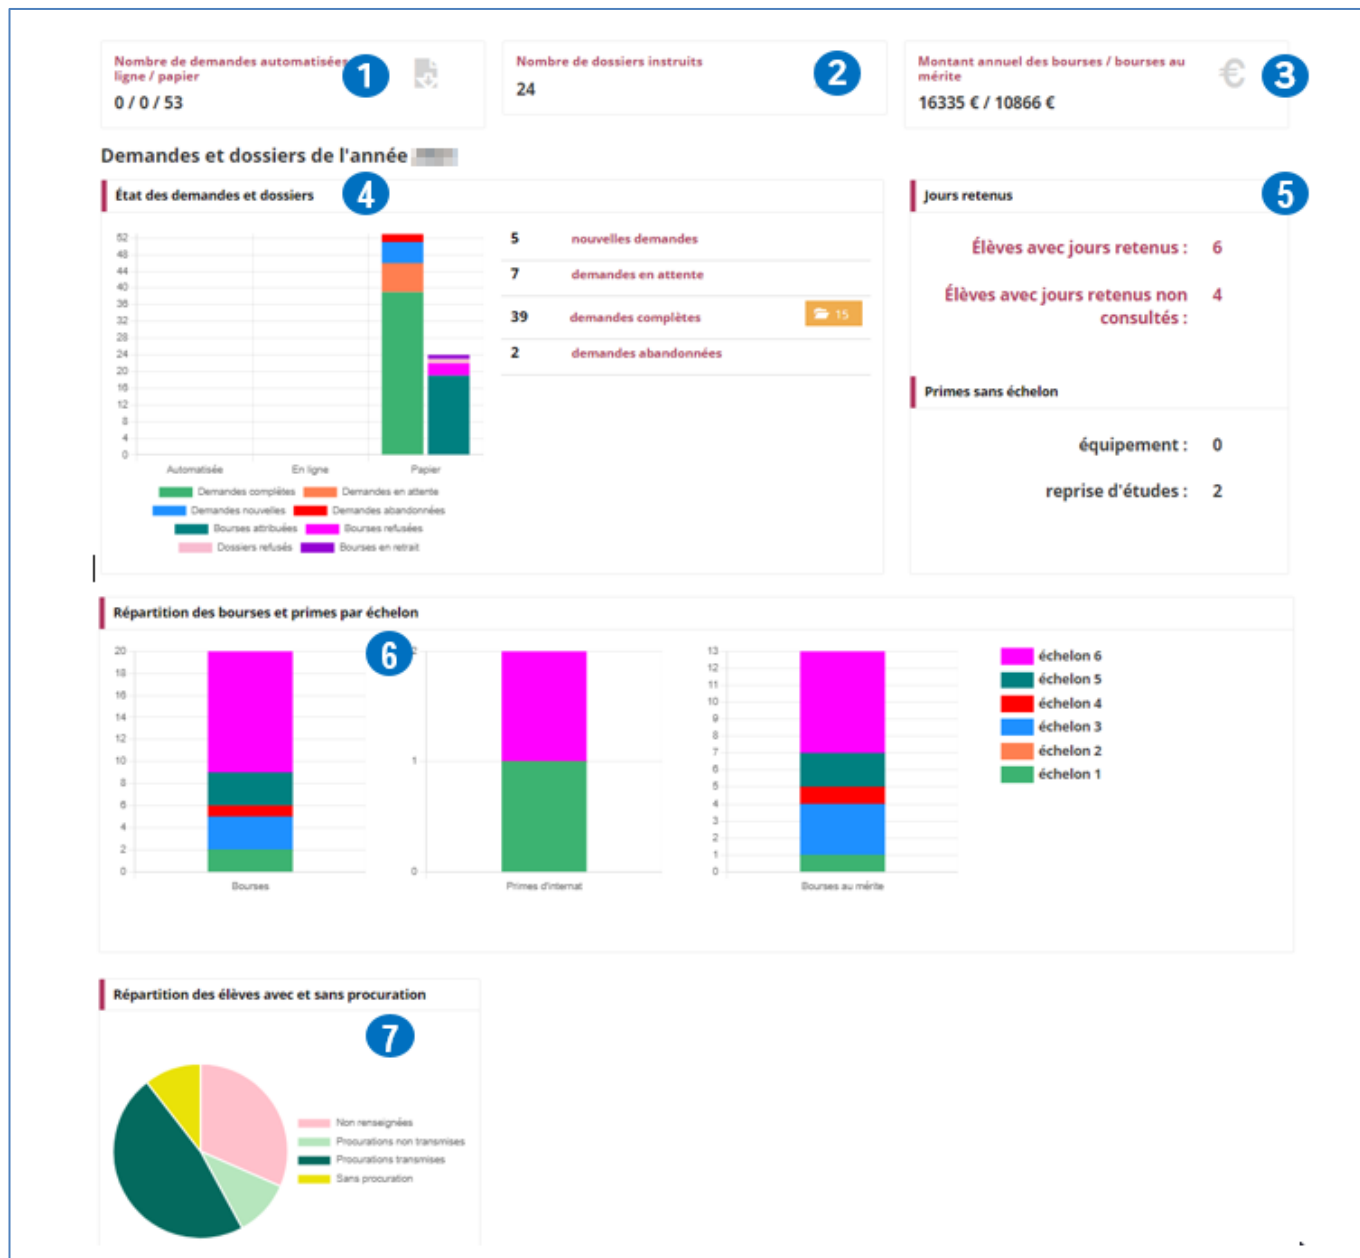 Nombre de demandes automatisées
ligne / papier
0 / 0 / 53
1
Nombre de dossiers instruits
24
2
Montant annuel des bourses / bourses au
mérite
16335 € / 10866 €
€
3
Demandes et dossiers de l'année
État des demandes et dossiers
4
52
48
44
40
36
32
28
24
20
16
12
8
4
0
Automatisée
En ligne
Papier
Demandes complètes
Demandes en attente
Demandes nouvelles
Demandes abandonnées
Bourses attribuées
Bourses refusées
Dossiers refusés
Bourses en retrait
5 nouvelles demandes
7 demandes en attente
39 demandes complètes
15
2 demandes abandonnées
Jours retenus
5
Élèves avec jours retenus : 6
Élèves avec jours retenus non 4
consultés :
Primes sans échelon
équipement : 0
reprise d'études : 2
Répartition des bourses et primes par échelon
6
20
18
16
14
12
10
8
6
4
2
0
Bourses
2
1
0
Primes d'internat
13
12
11
10
9
8
7
6
5
4
3
2
1
0
Bourses au mérite
échelon 6
échelon 5
échelon 4
échelon 3
échelon 2
échelon 1
Répartition des élèves avec et sans procuration
7
Non renseignées
Procurations non transmises
Procurations transmises
Sans procuration